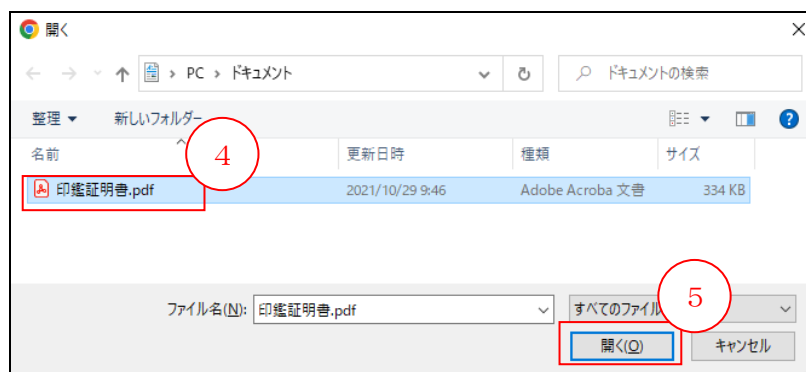 開く
PC › ドキュメント
ドキュメントの検索
整理 新しいフォルダー
名前 更新日時 種類 サイズ
4
印鑑証明書.pdf 2021/10/29 9:46 Adobe Acroba 文書 334 KB
ファイル名(N): 印鑑証明書.pdf すべてのファイル
5
開く(O) キャンセル